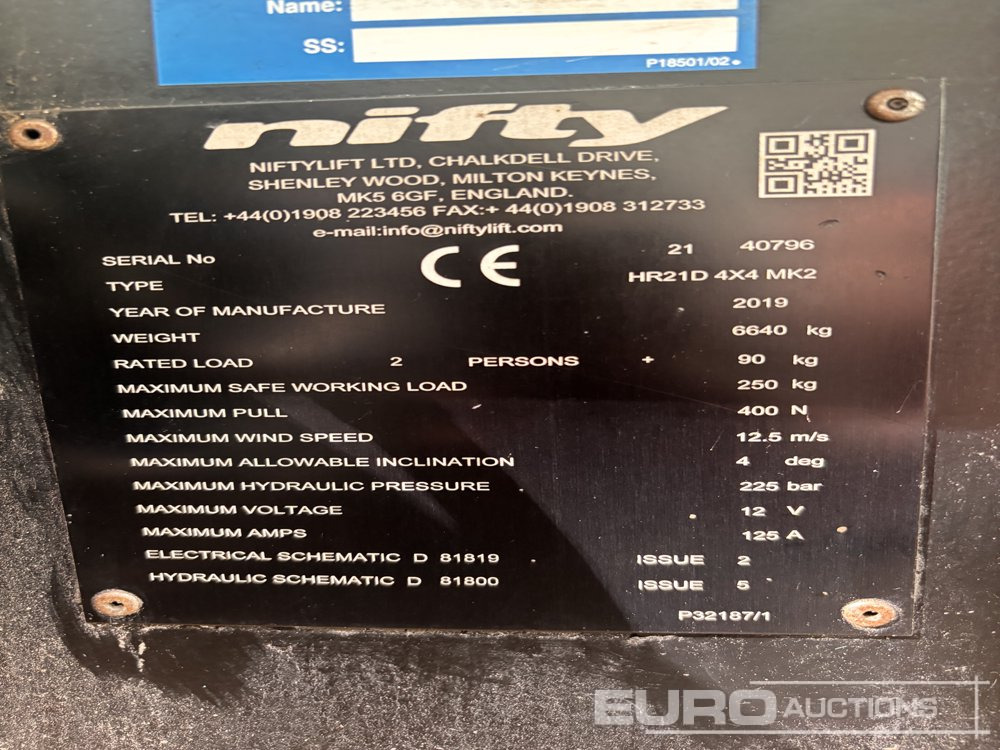 Name:
SS:
P18501/02
nifty
NIFTYLIFT LTD, CHALKDELL DRIVE,
SHENLEY WOOD, MILTON KEYNES,
MK5 6GF, ENGLAND.
TEL: +44(0)1908 223456 FAX:+ 44(0)1908 312733
e-mail:info@niftylift.com
CE
SERIAL No 21 40796
TYPE HR21D 4X4 MK2
YEAR OF MANUFACTURE 2019
WEIGHT 6640 kg
RATED LOAD 2 PERSONS + 90 kg
MAXIMUM SAFE WORKING LOAD 250 kg
MAXIMUM PULL 400 N
MAXIMUM WIND SPEED 12.5 m/s
MAXIMUM ALLOWABLE INCLINATION 4 deg
MAXIMUM HYDRAULIC PRESSURE 225 bar
MAXIMUM VOLTAGE 12 V
MAXIMUM AMPS 125 A
ELECTRICAL SCHEMATIC D 81819 ISSUE 2
HYDRAULIC SCHEMATIC D 81800 ISSUE 5
P32187/1
EURO AUCTIONS